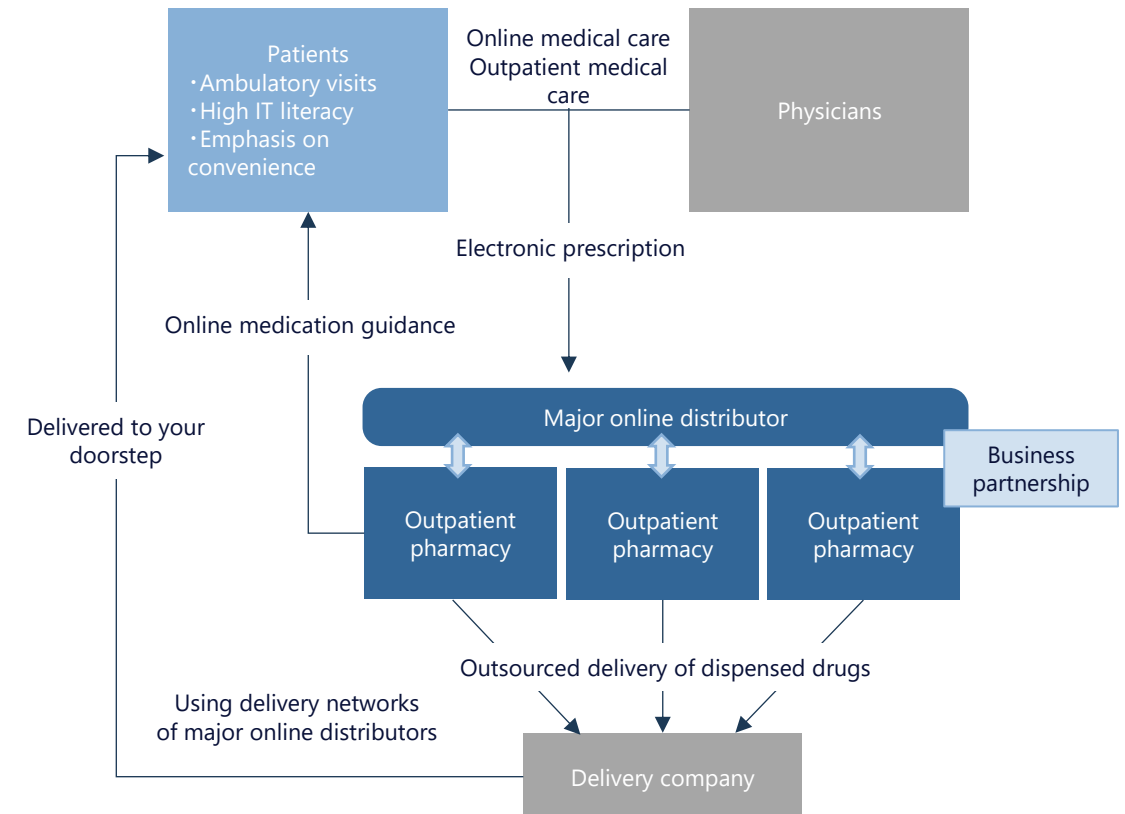 Patients
・Ambulatory visits
・High IT literacy
・Emphasis on
convenience
Online medical care
Outpatient medical
care
Physicians
Electronic prescription
Online medication guidance
Delivered to your
doorstep
Major online distributor
Business
partnership
Outpatient
pharmacy
Outpatient
pharmacy
Outpatient
pharmacy
Outsourced delivery of dispensed drugs
Using delivery networks
of major online distributors
Delivery company